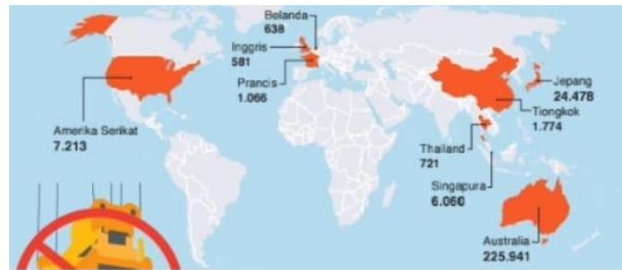 Belanda
638
Inggris
581
Prancis
1.066
Amerika Serikat
7.213
Jepang
24.478
Tiongkok
1.774
Thailand
721
Singapura
6.060
Australia
225.941